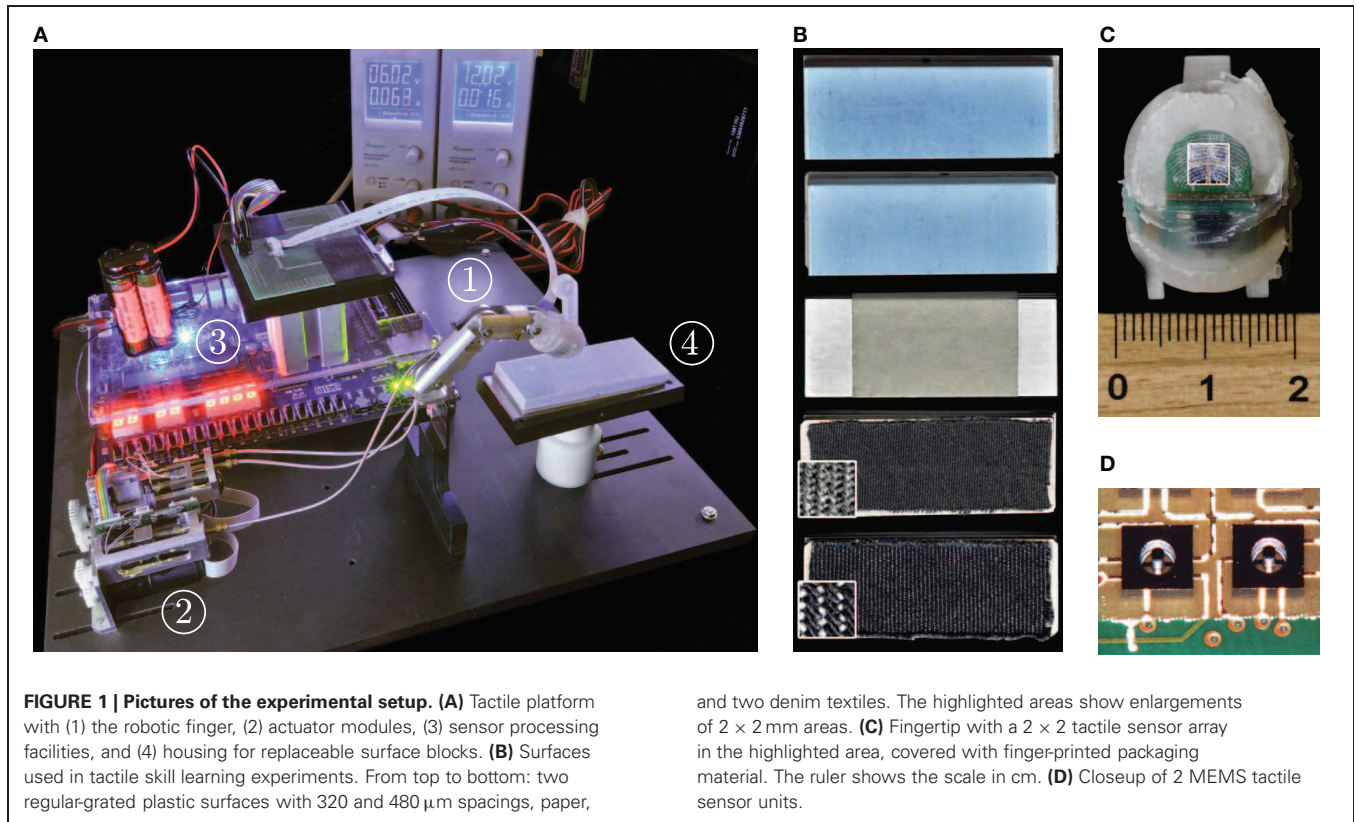 A
B
C
06.02 V
0.063 A
12.02 V
0.016 A
1
3
4
2
0 1 2
D
FIGURE 1 | Pictures of the experimental setup. (A) Tactile platform
with (1) the robotic finger, (2) actuator modules, (3) sensor processing
facilities, and (4) housing for replaceable surface blocks. (B) Surfaces
used in tactile skill learning experiments. From top to bottom: two
regular-grated plastic surfaces with 320 and 480 μm spacings, paper,
and two denim textiles. The highlighted areas show enlargements
of 2 × 2 mm areas. (C) Fingertip with a 2 × 2 tactile sensor array
in the highlighted area, covered with finger-printed packaging
material. The ruler shows the scale in cm. (D) Closeup of 2 MEMS tactile
sensor units.